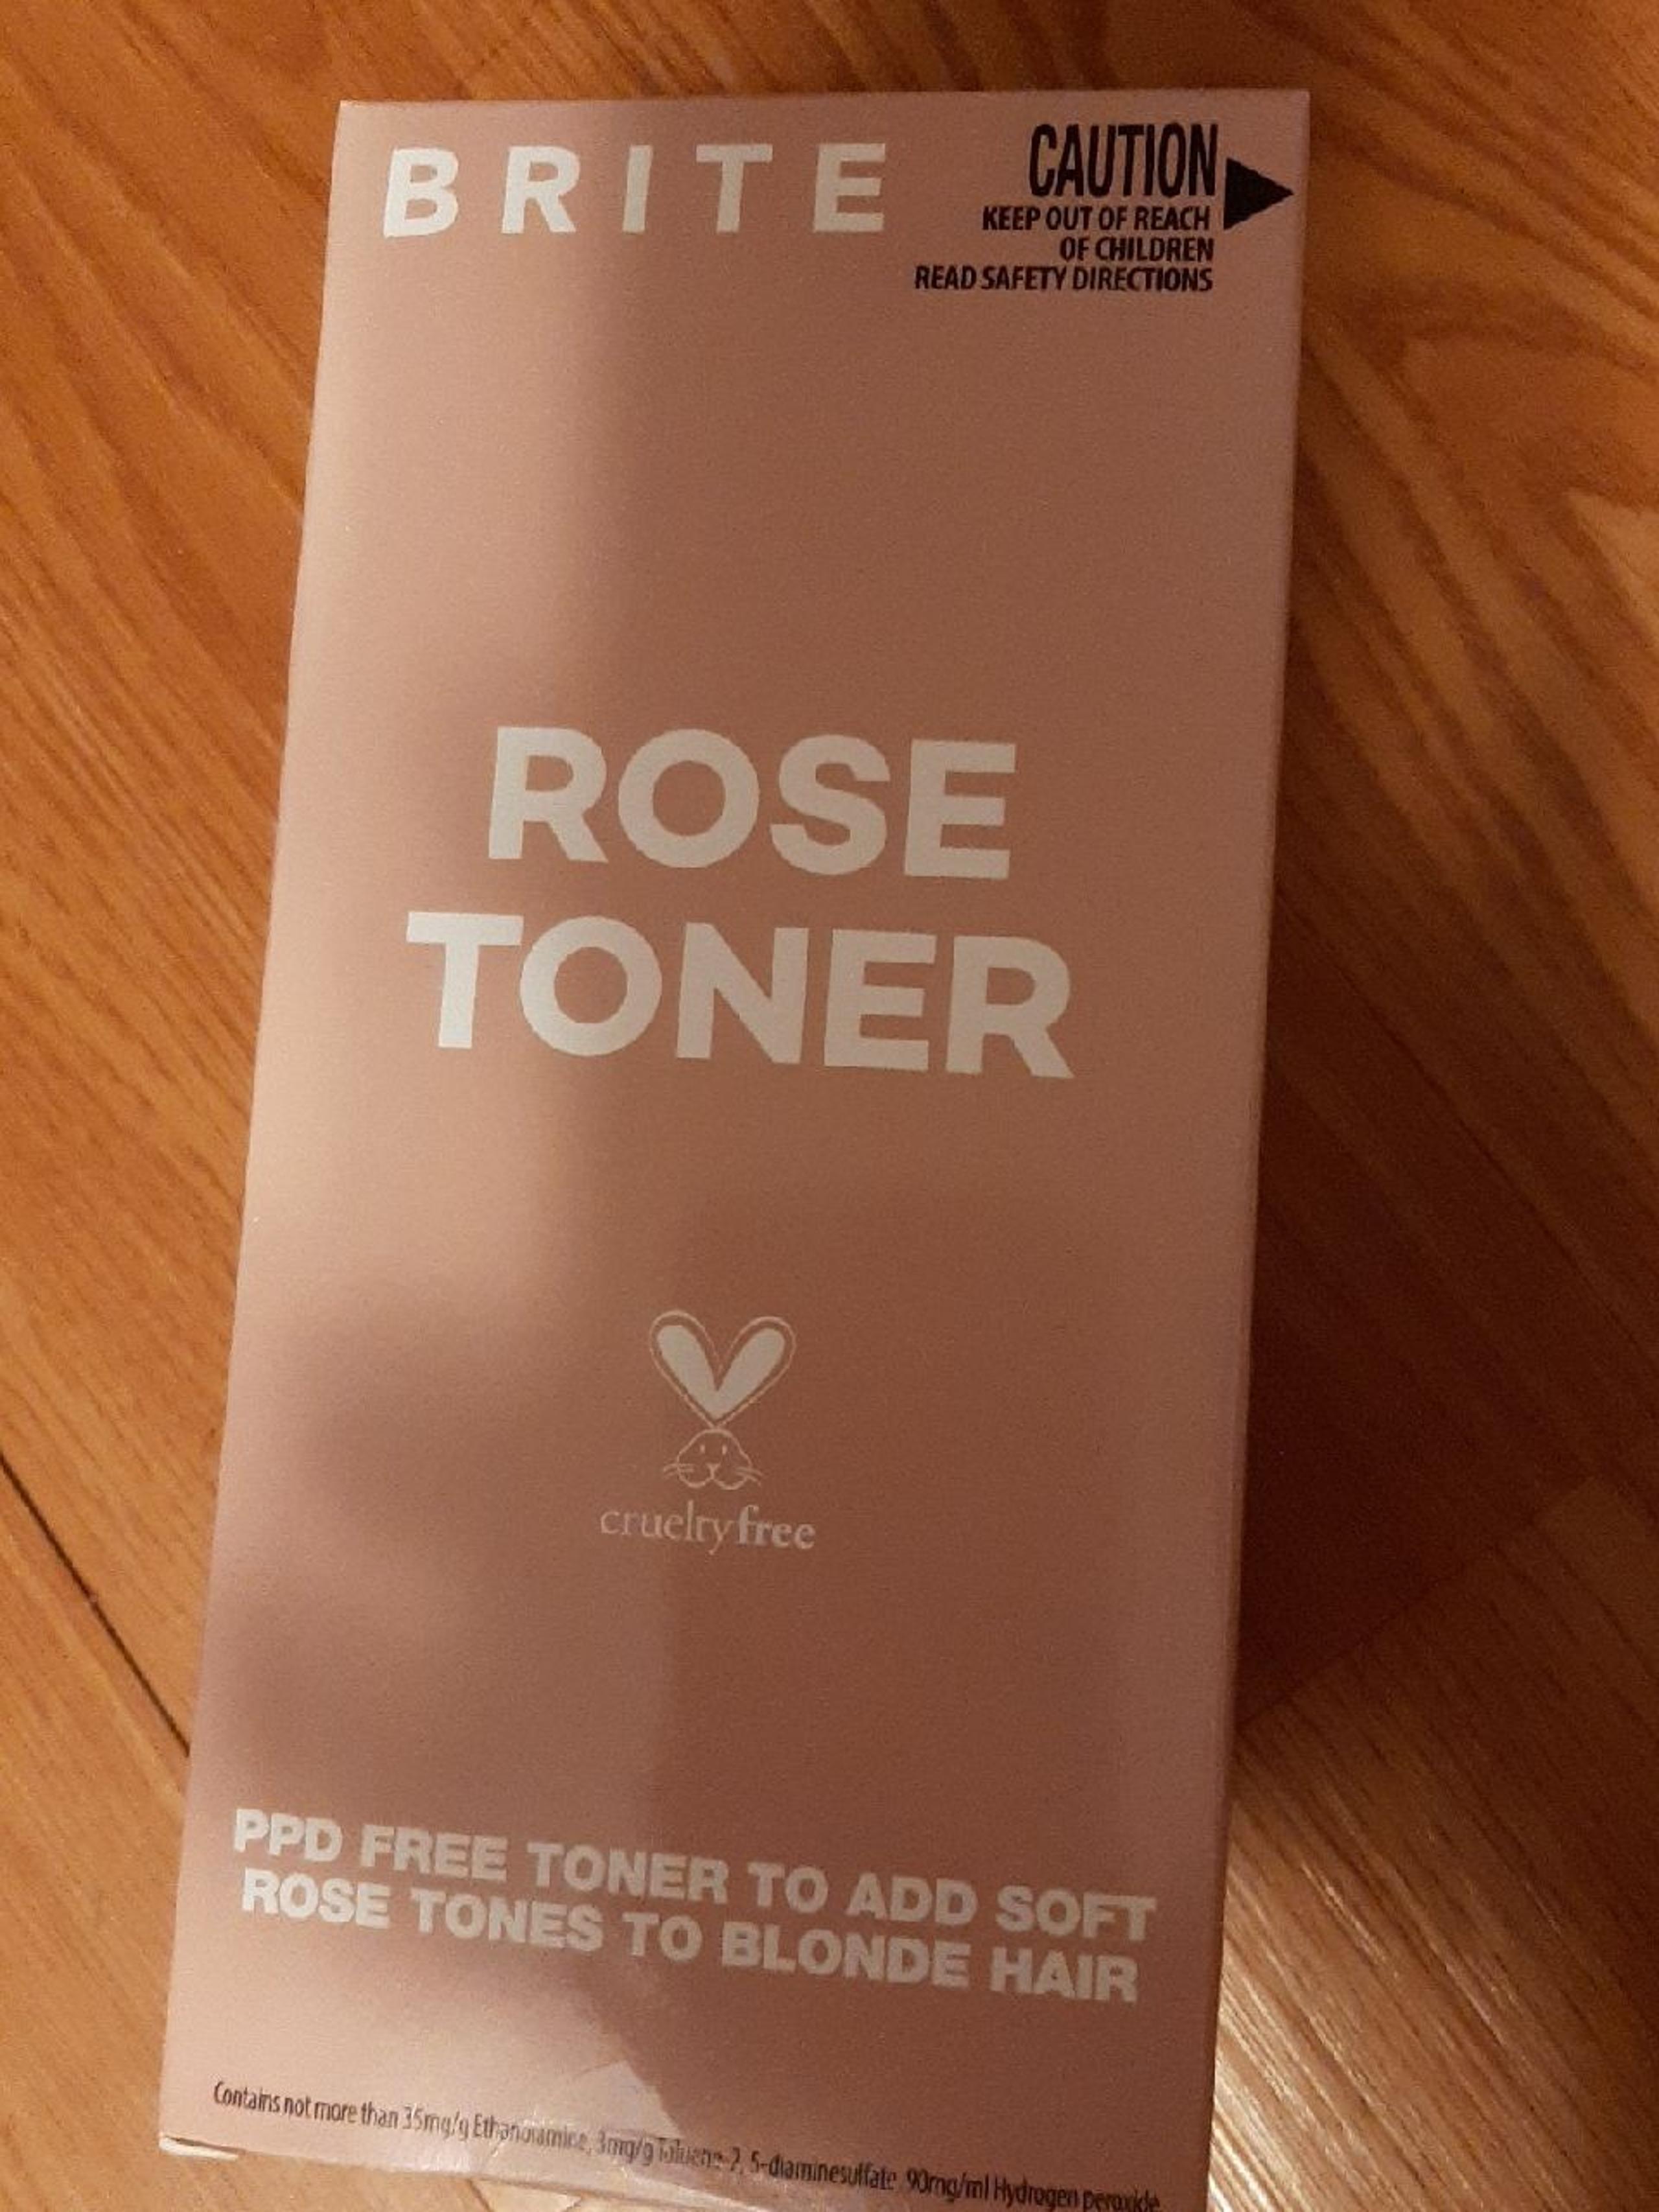 BRITE
CAUTION
KEEP OUT OF REACH
OF CHILDREN
READ SAFETY DIRECTIONS
ROSE
TONER
crueltyfree
PPD FREE TONER TO ADD SOFT
ROSE TONES TO BLONDE HAIR
Contains not more than 35mg/g Ethanolamine, 3mg/g Toluene-2, 5-diaminesulfate, 90mg/ml Hydrogen peroxide